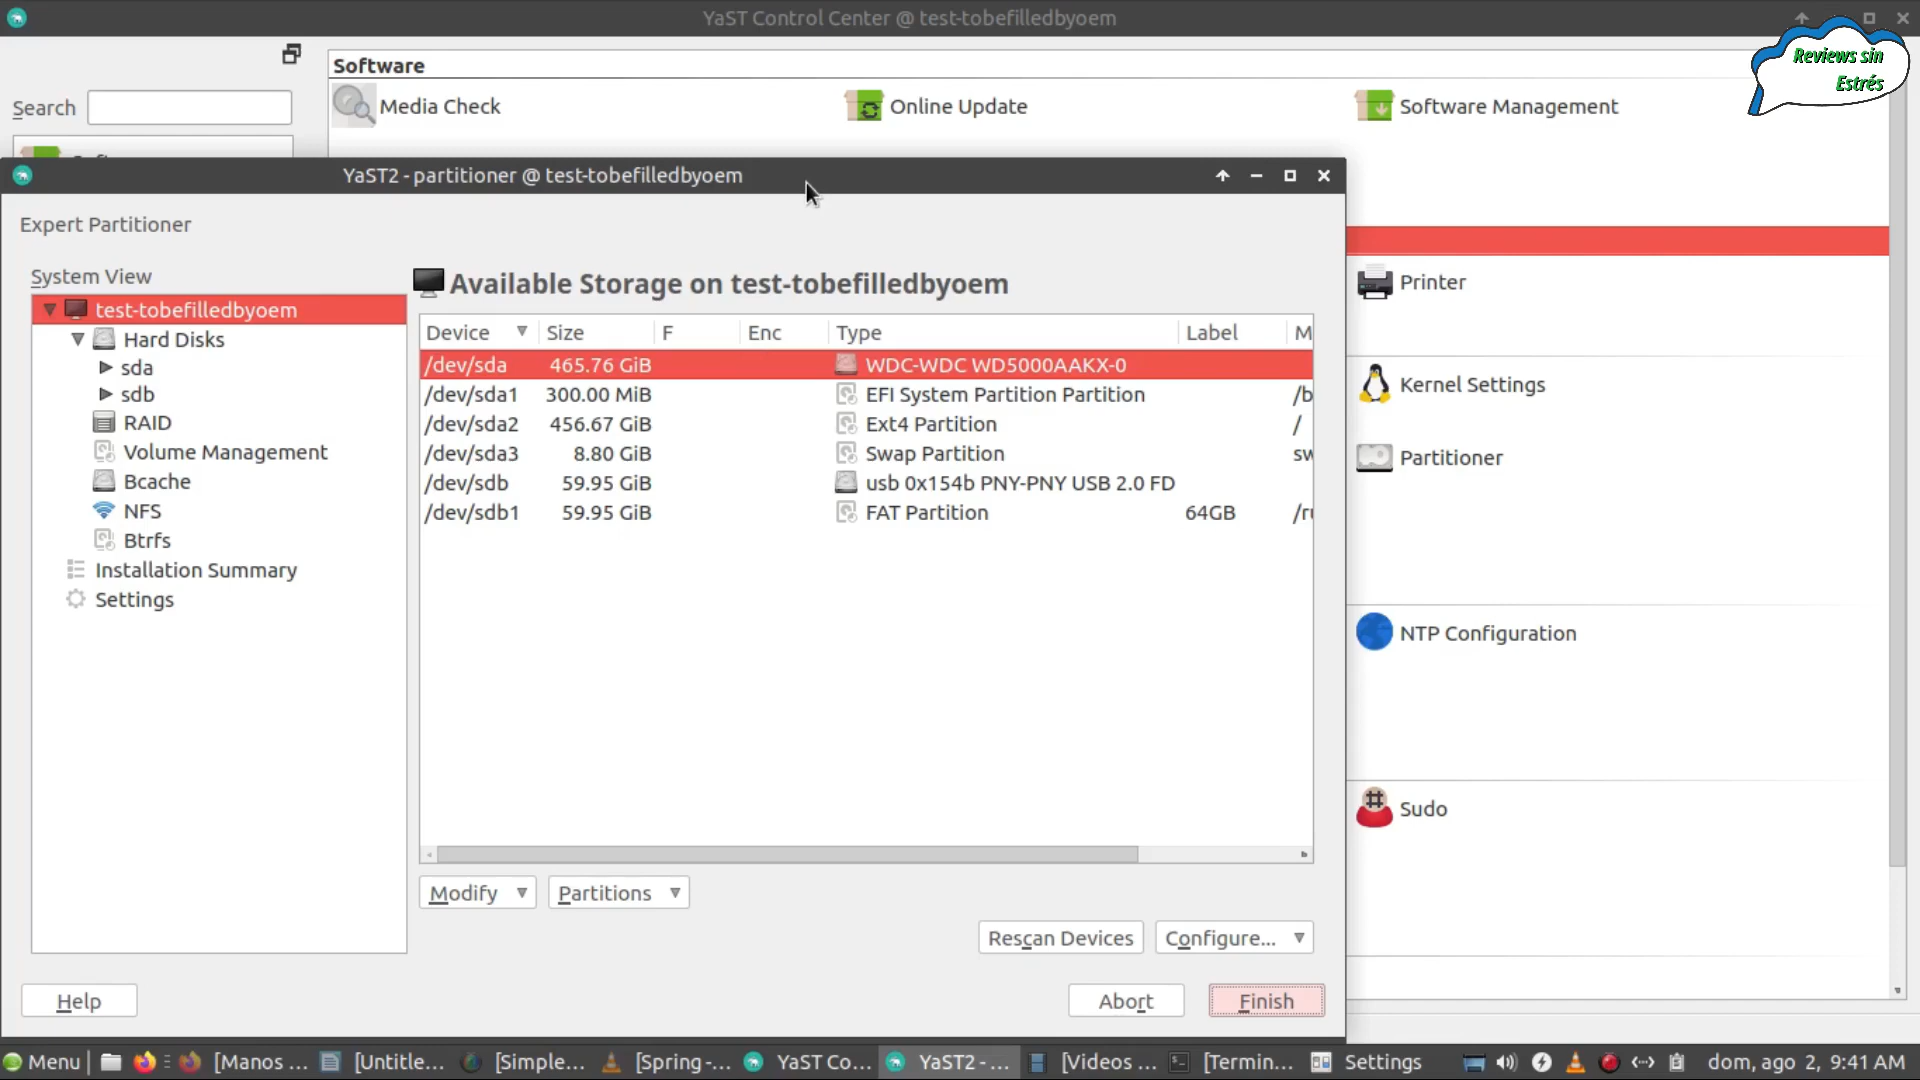 YaST Control Center @ test-tobefilledbyoem
Reviews sin
Estrés
Search
Software
Media Check
Online Update
Software Management
YaST2 - partitioner @ test-tobefilledbyoem
Expert Partitioner
System View
test-tobefilledbyoem
Hard Disks
sda
sdb
RAID
Volume Management
Bcache
NFS
Btrfs
Installation Summary
Settings
Available Storage on test-tobefilledbyoem
Device Size F Enc Type Label M
/dev/sda 465.76 GiB WDC-WDC WD5000AAKX-0
/dev/sda1 300.00 MiB EFI System Partition Partition /b
/dev/sda2 456.67 GiB Ext4 Partition /
/dev/sda3 8.80 GiB Swap Partition sw
/dev/sdb 59.95 GiB usb 0x154b PNY-PNY USB 2.0 FD
/dev/sdb1 59.95 GiB FAT Partition 64GB /ru
Modify Partitions
Rescan Devices Configure...
Help Abort Finish
Printer
Kernel Settings
Partitioner
NTP Configuration
Sudo
Menu [Manos ... [Untitle... [Simple... [Spring -... YaST Co... YaST2 - ... [Videos ... [Termin... Settings dom, ago 2, 9:41 AM